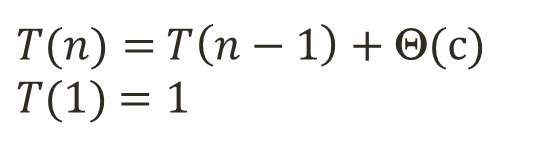 T(n) = T(n − 1) + Θ(c)
T(1) = 1